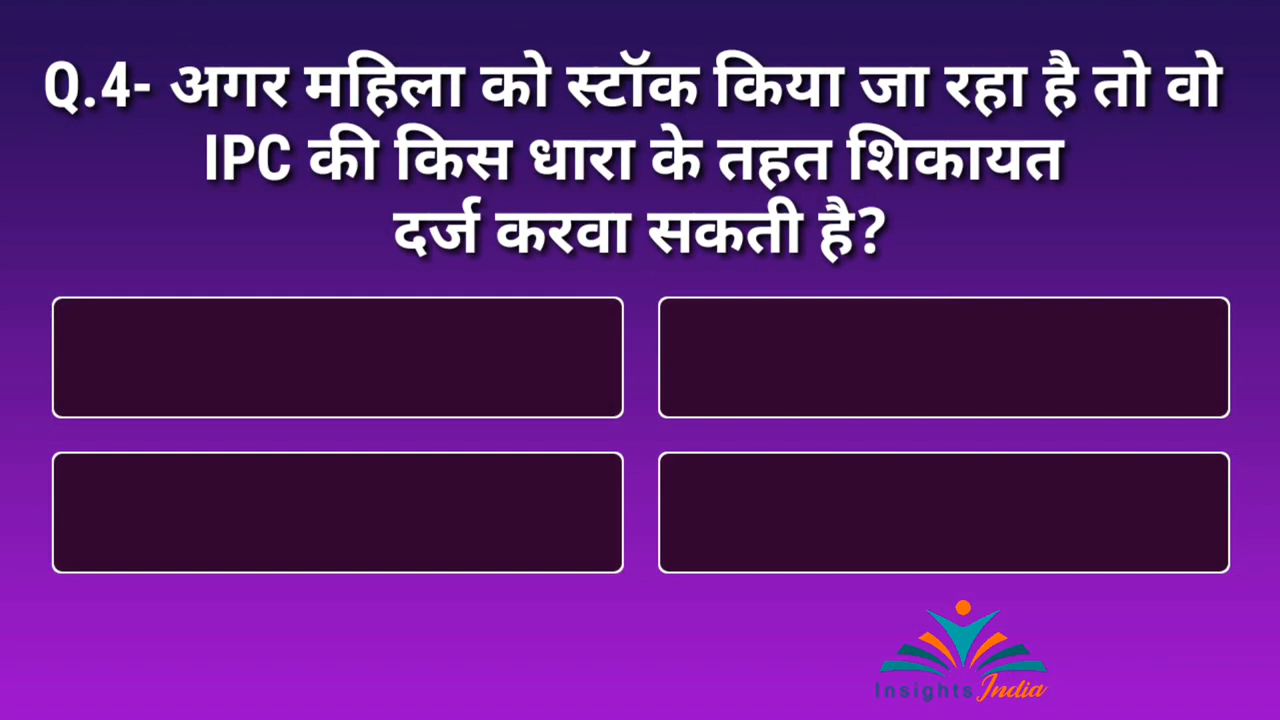 Q.4- अगर महिला को स्टॉक किया जा रहा है तो वो
IPC की किस धारा के तहत शिकायत
दर्ज करवा सकती है?
Insights India